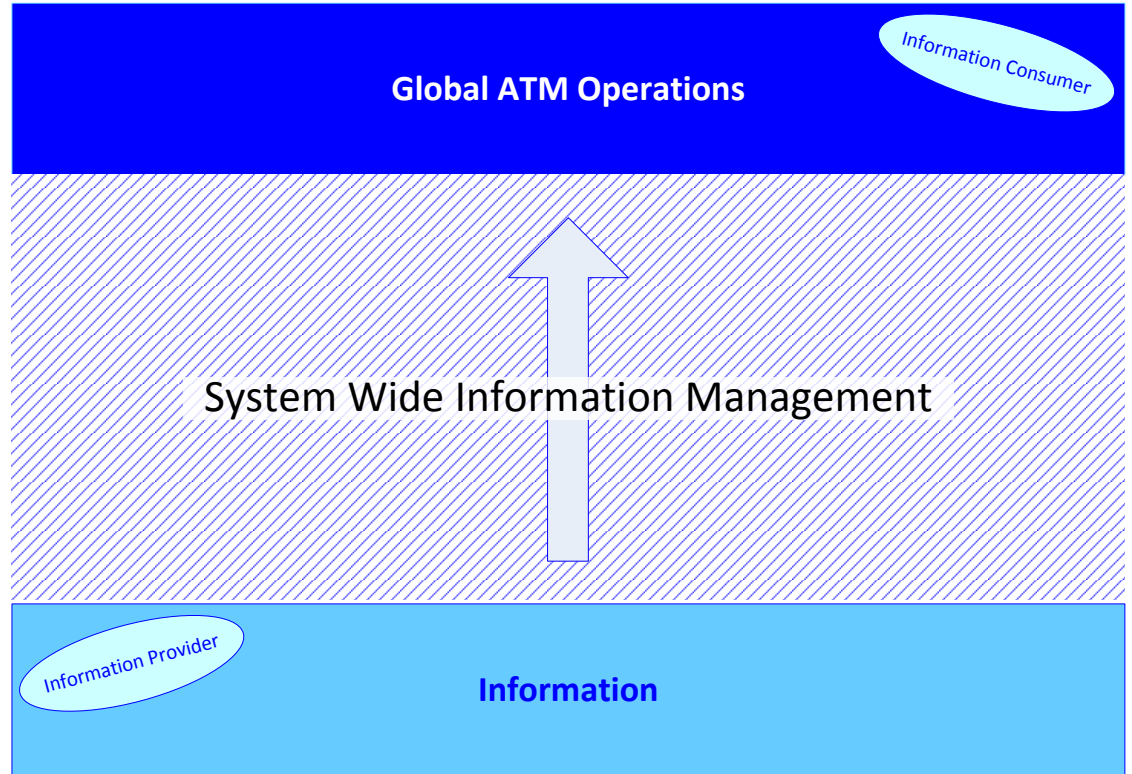 Information Consumer
Global ATM Operations
System Wide Information Management
Information Provider
Information